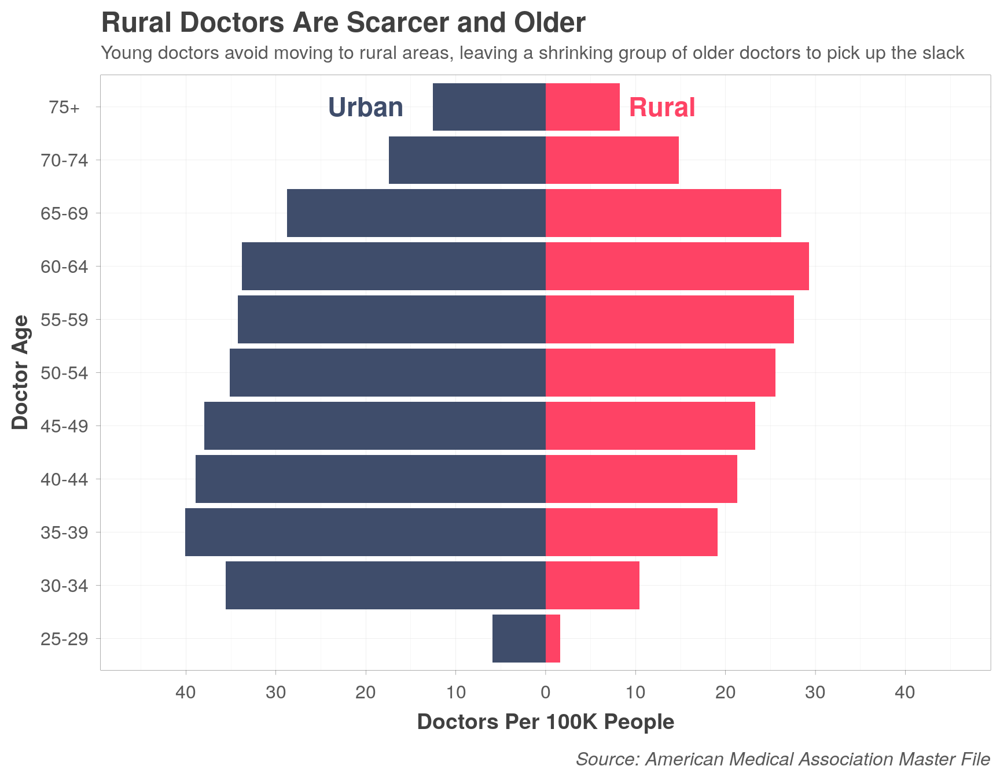 Rural Doctors Are Scarcer and Older
Young doctors avoid moving to rural areas, leaving a shrinking group of older doctors to pick up the slack
Urban
Rural
Doctor Age
75+
70-74
65-69
60-64
55-59
50-54
45-49
40-44
35-39
30-34
25-29
40 30 20 10 0 10 20 30 40
Doctors Per 100K People
Source: American Medical Association Master File